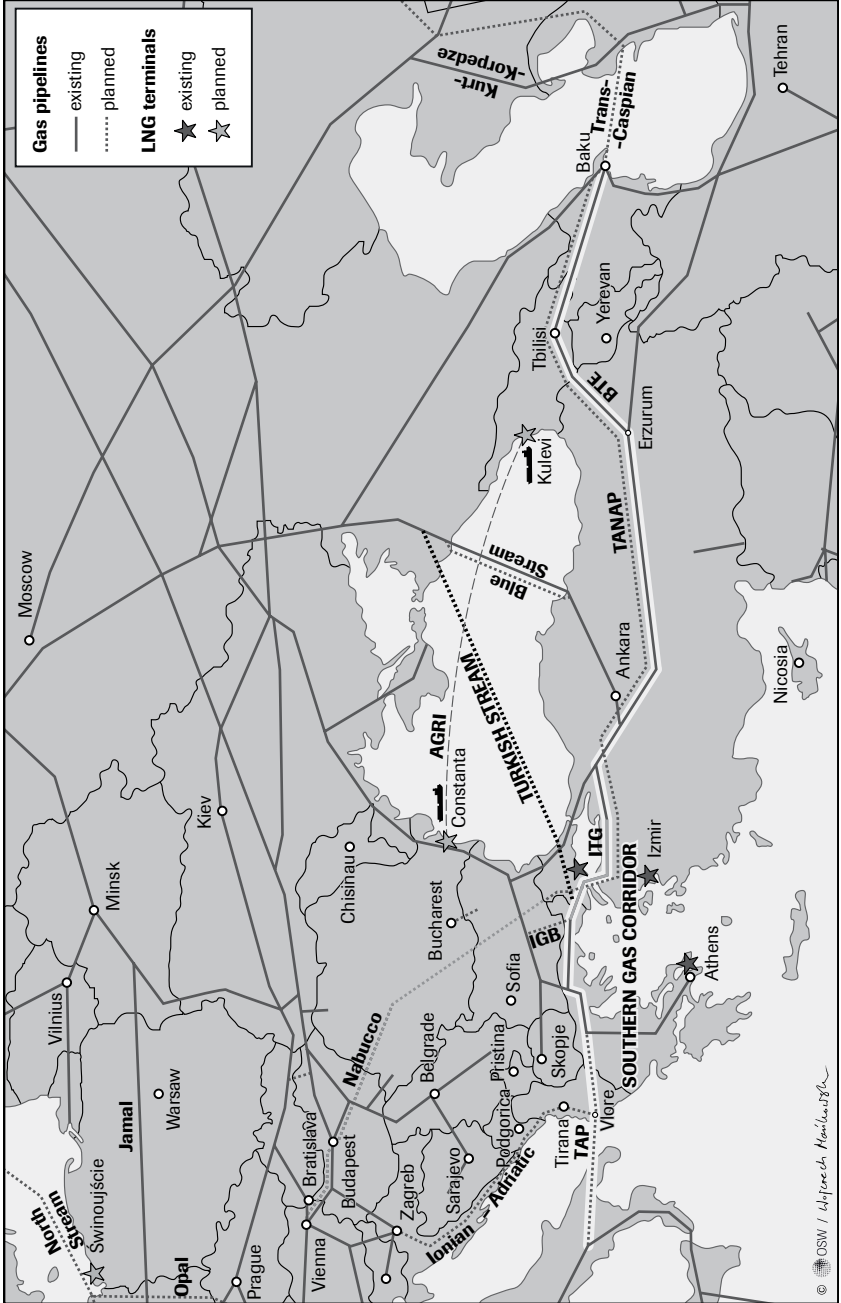 Gas pipelines
existing
planned
LNG terminals
existing
planned
Moscow
Kurt-
-Korpedze
Tehran
Trans-
-Caspian
Baku
Tbilisi
Yerevan
BTE
Erzurum
Kulevi
TANAP
Blue
Stream
Ankara
Nicosia
TURKISH STREAM
AGRI
Constanta
Kiev
Minsk
Chisinau
Vilnius
Bucharest
ITG
Izmir
IGB
SOUTHERN GAS CORRIDOR
Athens
Sofia
Nabucco
Belgrade
Pristina
Skopje
Jamal
Warsaw
Podgorica
Tirana
Vlore
TAP
Bratislava
Budapest
Sarajevo
Zagreb
Ionian
Adriatic
Vienna
North
Stream
Swinoujście
Opal
Prague
© OSW / Wojciech Mańkowski